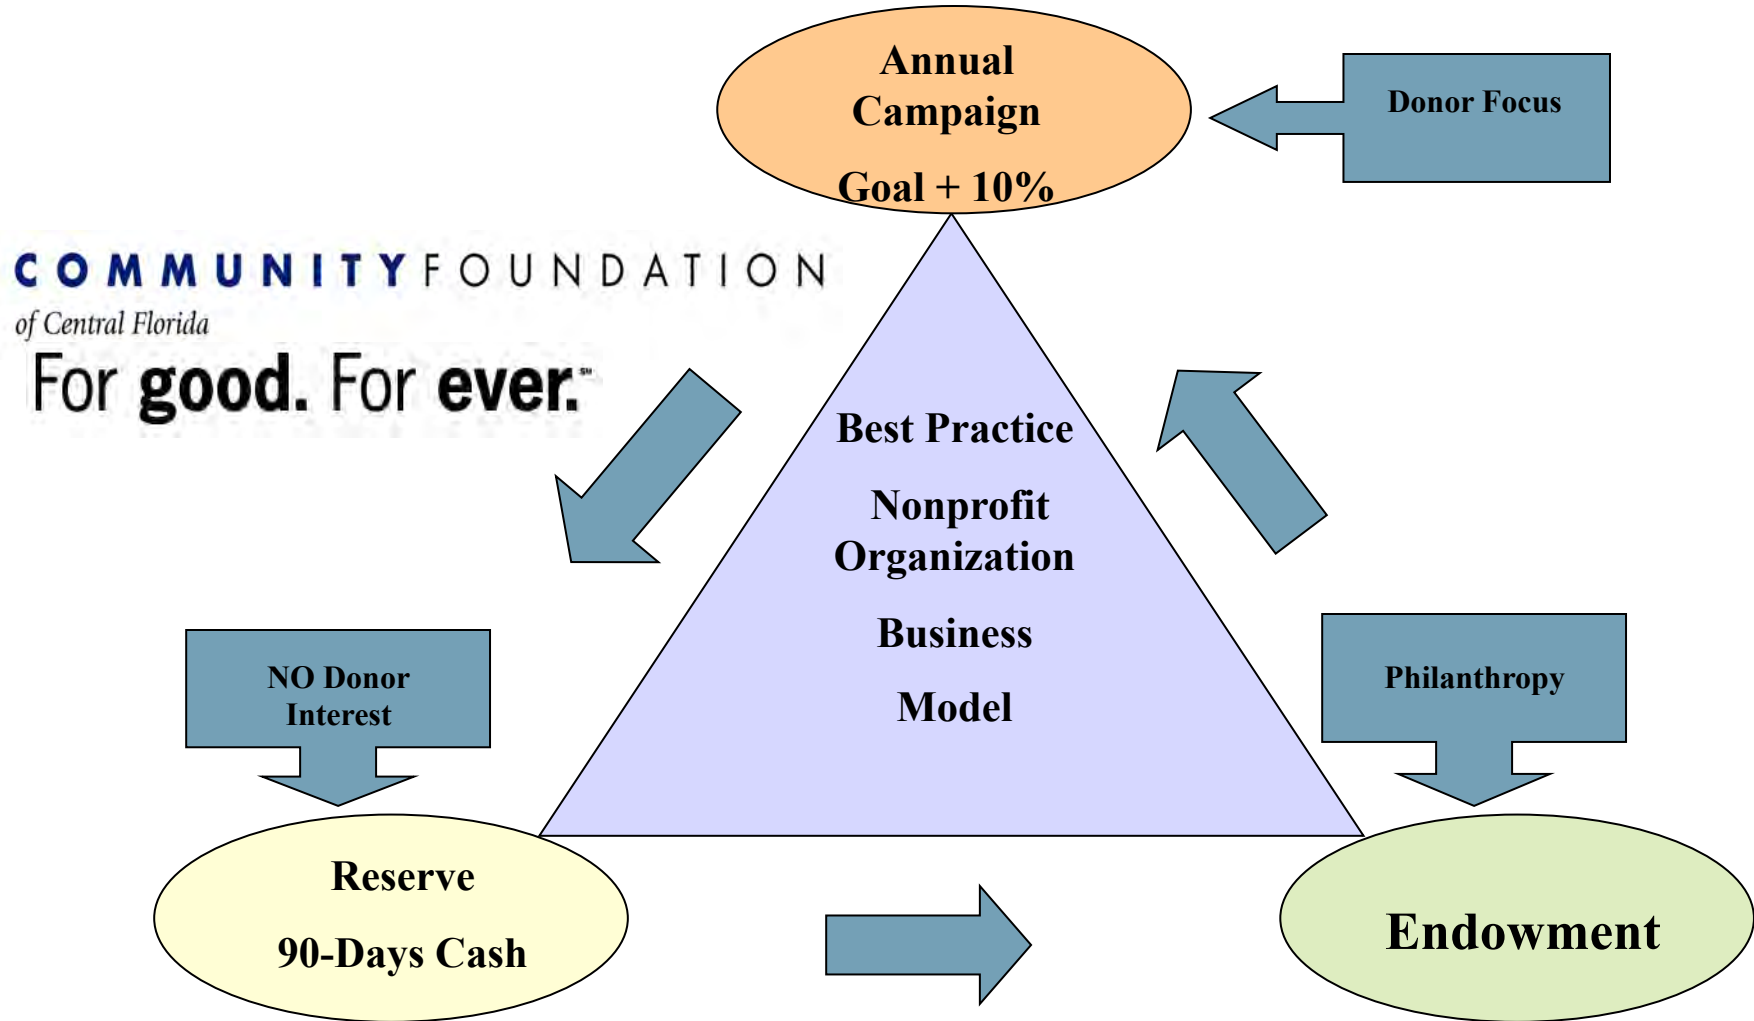 Annual
Campaign
Goal + 10%
Donor Focus
COMMUNITY FOUNDATION
of Central Florida
For good. For ever.℠
Best Practice
Nonprofit
Organization
Business
Model
NO Donor
Interest
Philanthropy
Reserve
90-Days Cash
Endowment